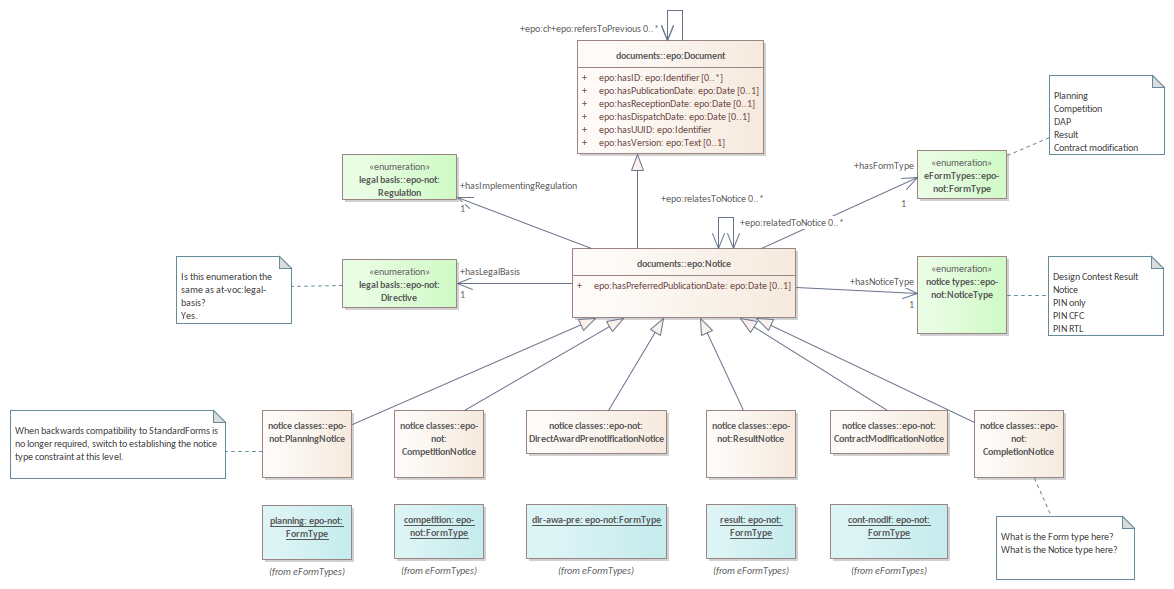 +epo:ch+epo:refersToPrevious 0..*
documents::epo:Document
+ epo:hasID: epo:Identifier [0..*]
+ epo:hasPublicationDate: epo:Date [0..1]
+ epo:hasReceptionDate: epo:Date [0..1]
+ epo:hasDispatchDate: epo:Date [0..1]
+ epo:hasUUID: epo:Identifier
+ epo:hasVersion: epo:Text [0..1]
Planning
Competition
DAP
Result
Contract modification
«enumeration»
legal basis::epo-not:
Regulation
+hasImplementingRegulation
1
+hasFormType
1
«enumeration»
eFormTypes::epo-
not:FormType
+epo:relatesToNotice 0..*
+epo:relatedToNotice 0..*
Is this enumeration the
same as at-voc:legal-
basis?
Yes.
«enumeration»
legal basis::epo-not:
Directive
+hasLegalBasis
1
documents::epo:Notice
+ epo:hasPreferredPublicationDate: epo:Date [0..1]
+hasNoticeType
1
«enumeration»
notice types::epo-
not:NoticeType
Design Contest Result
Notice
PIN only
PIN CFC
PIN RTL
When backwards compatibility to StandardForms is
no longer required, switch to establishing the notice
type constraint at this level.
notice classes::epo-
not:PlanningNotice
notice classes::epo-
not:
CompetitionNotice
notice classes::epo-not:
DirectAwardPrenotificationNotice
notice classes::epo-
not:ResultNotice
notice classes::epo-not:
ContractModificationNotice
notice classes::epo-
not:
CompletionNotice
planning: epo-not:
FormType
(from eFormTypes)
competition: epo-
not:FormType
(from eFormTypes)
dir-awa-pre: epo-not:FormType
(from eFormTypes)
result: epo-not:
FormType
(from eFormTypes)
cont-modif: epo-not:
FormType
(from eFormTypes)
What is the Form type here?
What is the Notice type here?